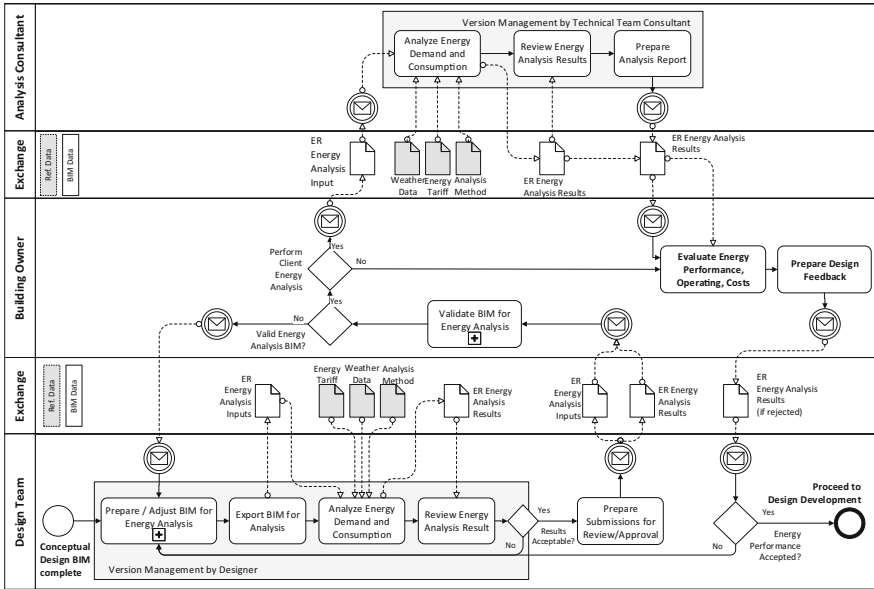 Analysis Consultant
Version Management by Technical Team Consultant
Analyze Energy
Demand and
Consumption
Review Energy
Analysis Results
Prepare
Analysis Report
Exchange
Ref. Data
BIM Data
ER
Energy
Analysis
Input
Weather
Data
Energy
Tariff
Analysis
Method
ER Energy
Analysis Results
ER Energy Analysis
Results
Building Owner
Perform
Client
Energy
Analysis
Yes
No
Evaluate Energy
Performance,
Operating, Costs
Prepare Design
Feedback
Yes
No
Valid Energy
Analysis BIM?
Validate BIM for
Energy Analysis
Exchange
Ref. Data
BIM Data
ER
Energy
Analysis
Inputs
Energy
Tariff
Weather
Data
Analysis
Method
ER Energy
Analysis
Results
ER
Energy
Analysis
Inputs
ER Energy
Analysis
Results
ER
Energy Analysis
Results
(if rejected)
Design Team
Conceptual
Design BIM
complete
Prepare / Adjust BIM for
Energy Analysis
Export BIM for
Analysis
Analyze Energy
Demand and
Consumption
Review Energy
Analysis Result
Yes
Results
Acceptable?
No
Prepare
Submissions for
Review/Approval
Yes
No
Energy
Performance
Accepted?
Proceed to
Design Development
Version Management by Designer